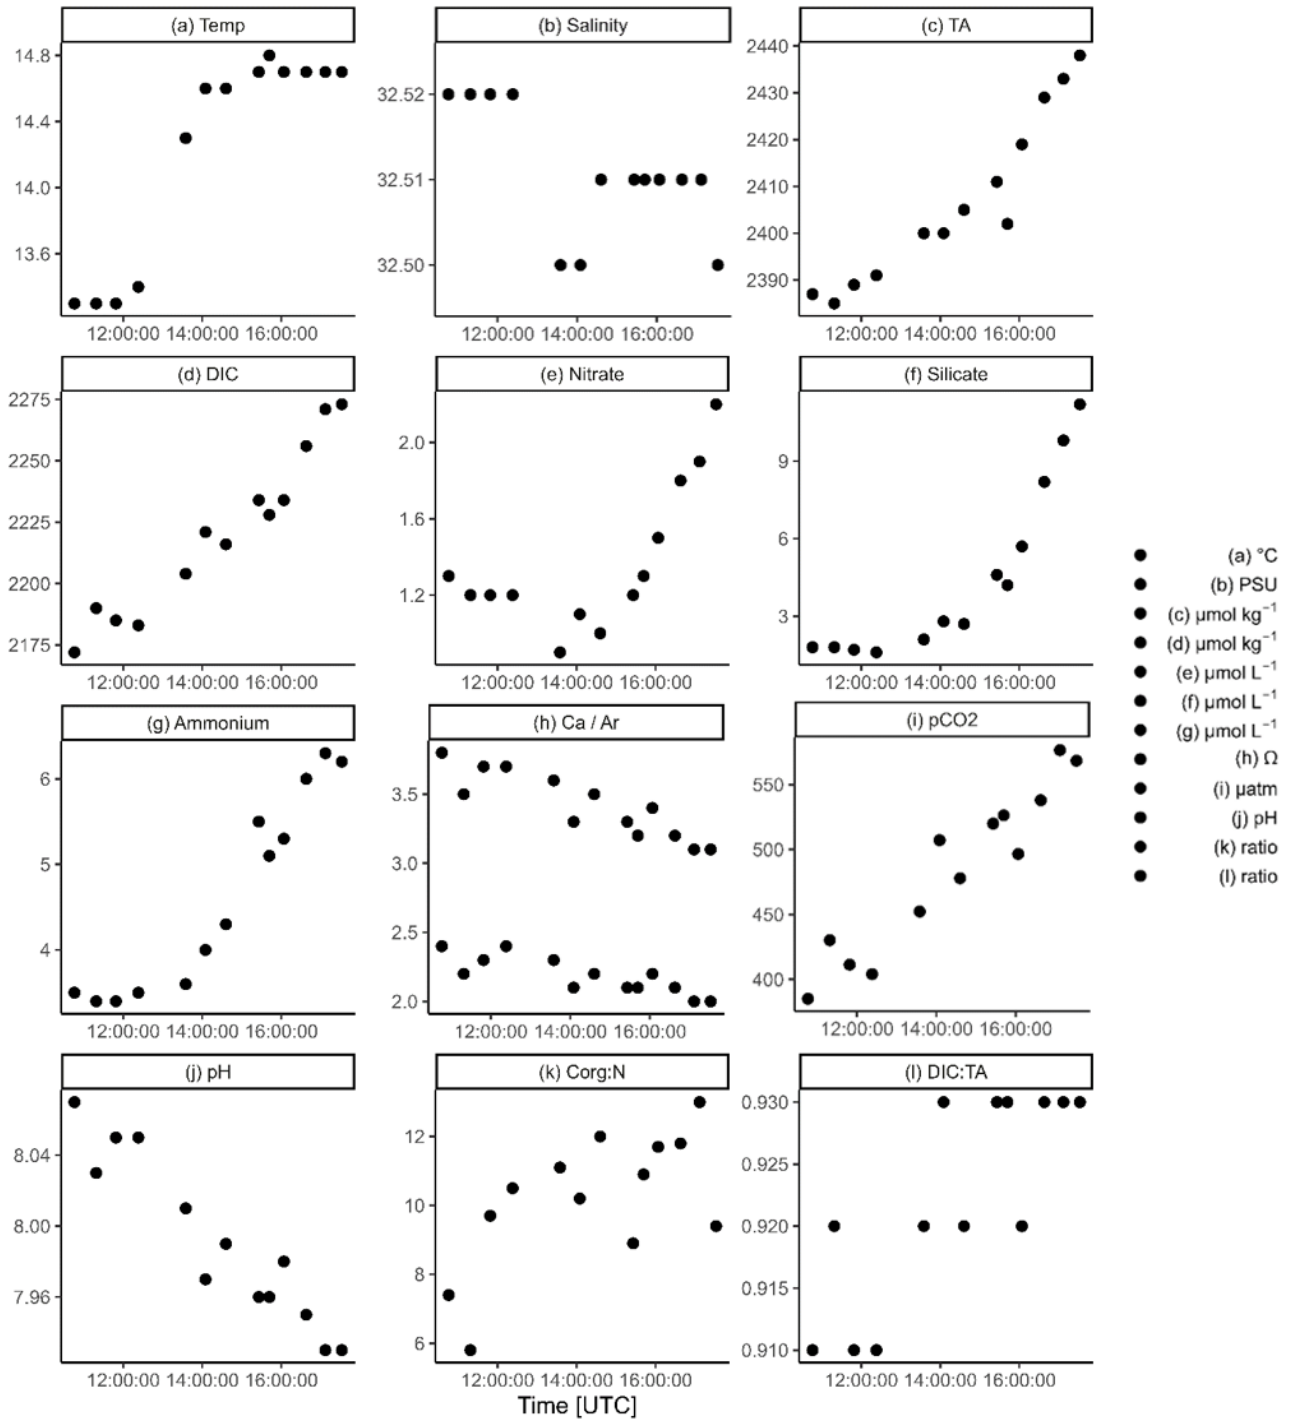 (a) Temp
(b) Salinity
(c) TA
14.8
14.4
14.0
13.6
12:00:00 14:00:00 16:00:00
32.52
32.51
32.50
12:00:00 14:00:00 16:00:00
2440
2430
2420
2410
2400
2390
12:00:00 14:00:00 16:00:00
(d) DIC
(e) Nitrate
(f) Silicate
2275
2250
2225
2200
2175
12:00:00 14:00:00 16:00:00
2.0
1.6
1.2
12:00:00 14:00:00 16:00:00
9
6
3
12:00:00 14:00:00 16:00:00
(g) Ammonium
(h) Ca / Ar
(i) pCO2
6
5
4
12:00:00 14:00:00 16:00:00
3.5
3.0
2.5
2.0
12:00:00 14:00:00 16:00:00
550
500
450
400
12:00:00 14:00:00 16:00:00
(j) pH
(k) Corg:N
(l) DIC:TA
8.04
8.00
7.96
12:00:00 14:00:00 16:00:00
12
10
8
6
12:00:00 14:00:00 16:00:00
0.930
0.925
0.920
0.915
0.910
12:00:00 14:00:00 16:00:00
Time [UTC]
(a) °C
(b) PSU
(c) µmol kg⁻¹
(d) µmol kg⁻¹
(e) µmol L⁻¹
(f) µmol L⁻¹
(g) µmol L⁻¹
(h) Ω
(i) µatm
(j) pH
(k) ratio
(l) ratio